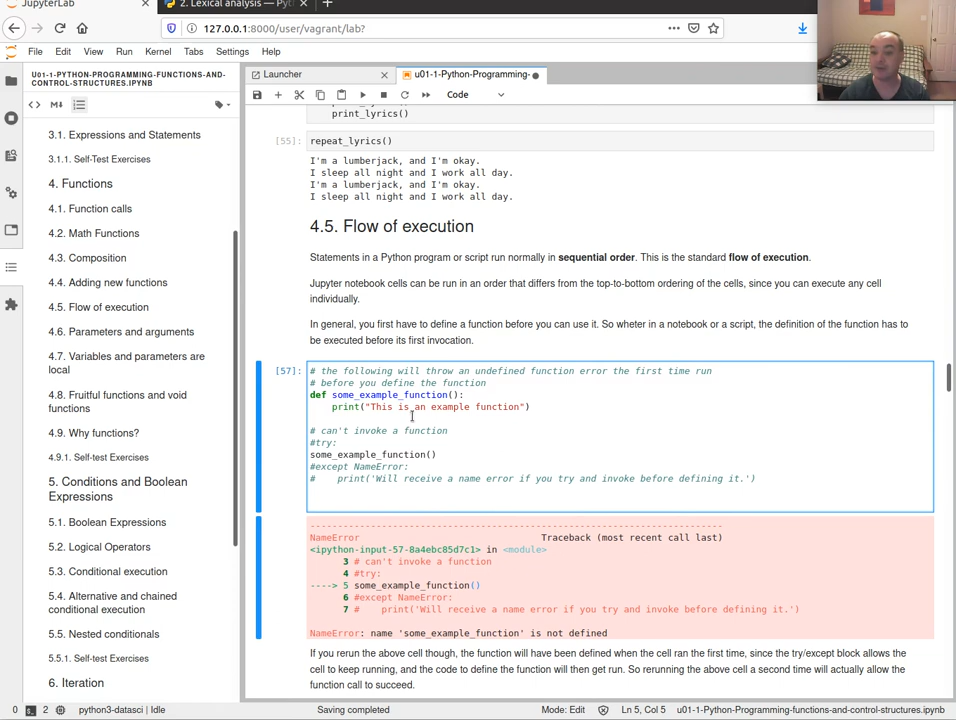 JupyterLab
2. Lexical analysis — Pyt
127.0.0.1:8000/user/vagrant/lab?
File Edit View Run Kernel Tabs Settings Help
U01-1-PYTHON-PROGRAMMING-FUNCTIONS-AND-
CONTROL-STRUCTURES.IPYNB
3.1. Expressions and Statements
3.1.1. Self-Test Exercises
4. Functions
4.1. Function calls
4.2. Math Functions
4.3. Composition
4.4. Adding new functions
4.5. Flow of execution
4.6. Parameters and arguments
4.7. Variables and parameters are
local
4.8. Fruitful functions and void
functions
4.9. Why functions?
4.9.1. Self-test Exercises
5. Conditions and Boolean
Expressions
5.1. Boolean Expressions
5.2. Logical Operators
5.3. Conditional execution
5.4. Alternative and chained
conditional execution
5.5. Nested conditionals
5.5.1. Self-test Exercises
6. Iteration
Launcher
u01-1-Python-Programming-
Code
print_lyrics()
[55]: repeat_lyrics()
I'm a lumberjack, and I'm okay.
I sleep all night and I work all day.
I'm a lumberjack, and I'm okay.
I sleep all night and I work all day.
4.5. Flow of execution
Statements in a Python program or script run normally in sequential order. This is the standard flow of execution.
Jupyter notebook cells can be run in an order that differs from the top-to-bottom ordering of the cells, since you can execute any cell
individually.
In general, you first have to define a function before you can use it. So wheter in a notebook or a script, the definition of the function has to
be executed before its first invocation.
[57]: # the following will throw an undefined function error the first time run
# before you define the function
def some_example_function():
print("This is an example function")
# can't invoke a function
#try:
some_example_function()
#except NameError:
#    print('Will receive a name error if you try and invoke before defining it.')
---------------------------------------------------------------------------
NameError Traceback (most recent call last)
<ipython-input-57-8a4ebc85d7c1> in <module>
3 # can't invoke a function
4 #try:
----> 5 some_example_function()
6 #except NameError:
7 #    print('Will receive a name error if you try and invoke before defining it.')
NameError: name 'some_example_function' is not defined
If you rerun the above cell though, the function will have been defined when the cell ran the first time, since the try/except block allows the
cell to keep running, and the code to define the function will then get run. So rerunning the above cell a second time will actually allow the
function call to succeed.
0 2 python3-datasci | Idle Saving completed Mode: Edit Ln 5, Col 5 u01-1-Python-Programming-Functions-and-control-structures.ipynb